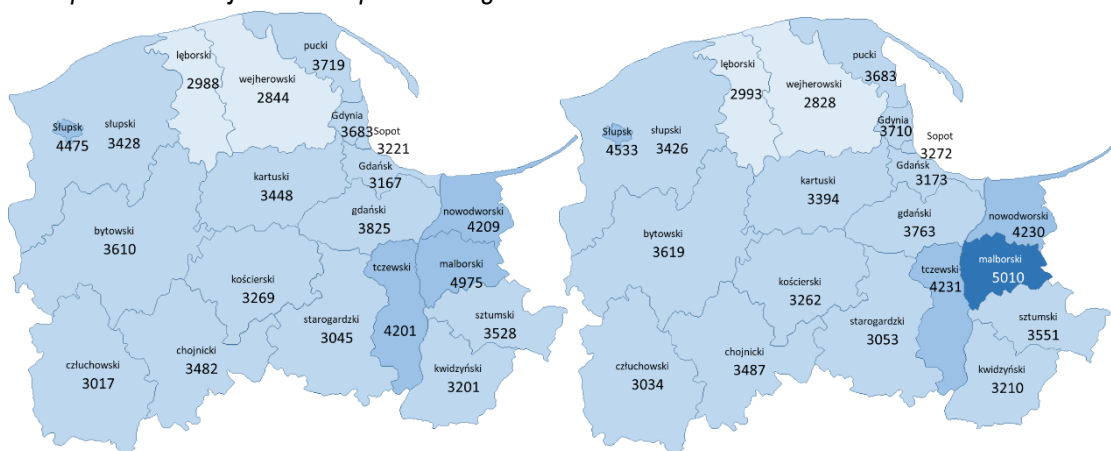 pucki
3719
lęborski
2988
wejherowski
2844
Gdynia
3683
Sopot
3221
Słupsk
4475
słupski
3428
Gdańsk
3167
kartuski
3448
gdański
3825
nowodworski
4209
bytowski
3610
tczewski
4201
malborski
4975
kościerski
3269
starogardzki
3045
sztumski
3528
chojnicki
3482
człuchowski
3017
kwidzyński
3201
pucki
3683
lęborski
2993
wejherowski
2828
Gdynia
3710
Sopot
3272
Słupsk
4533
słupski
3426
Gdańsk
3173
kartuski
3394
gdański
3763
nowodworski
4230
bytowski
3619
tczewski
4231
malborski
5010
kościerski
3262
starogardzki
3053
sztumski
3551
chojnicki
3487
człuchowski
3034
kwidzyński
3210